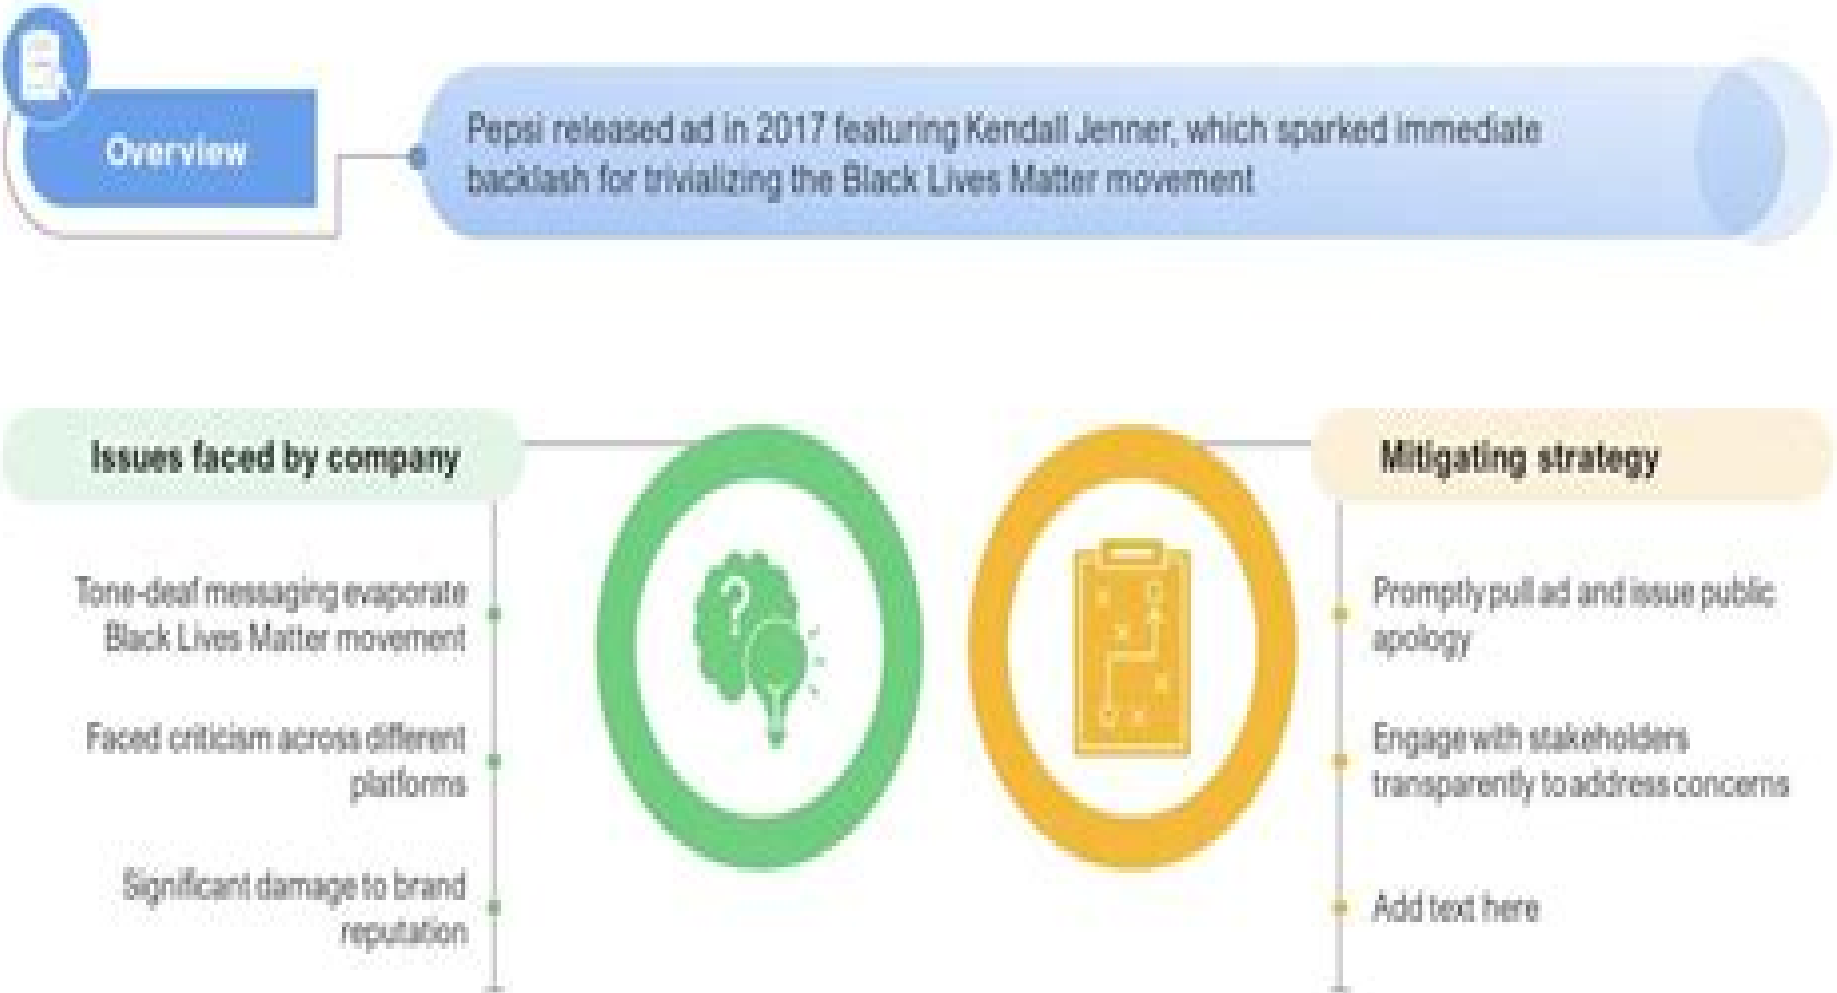 Overview
Pepsi released ad in 2017 featuring Kendall Jenner, which sparked immediate
backlash for trivializing the Black Lives Matter movement
Issues faced by company
Tone-deaf messaging evaporate
Black Lives Matter movement
Faced criticism across different
platforms
Significant damage to brand
reputation
Mitigating strategy
Promptly pull ad and issue public
apology
Engage with stakeholders
transparently to address concerns
Add text here